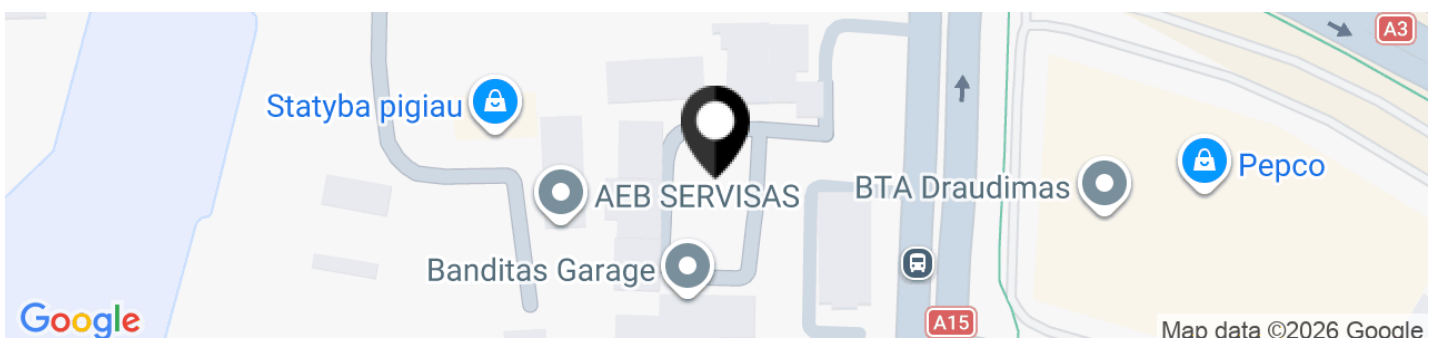 A3
Statyba pigiau
Pepco
BTA Draudimas
AEB SERVISAS
Banditas Garage
A15
Google
Map data ©2026 Google